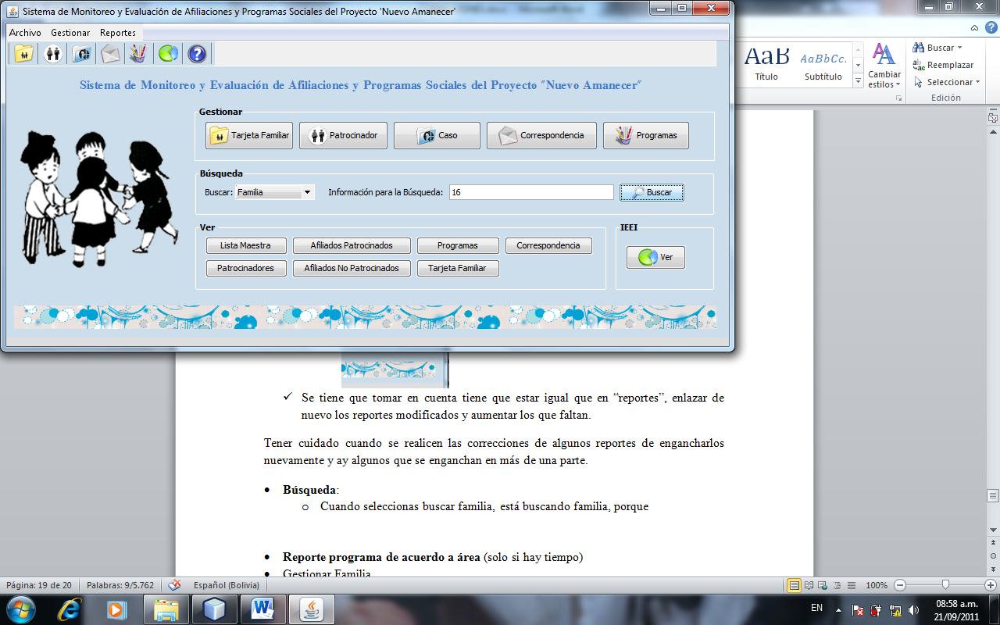 Sistema de Monitoreo y Evaluación de Afiliaciones y Programas Sociales del Proyecto 'Nuevo Amanecer'
Archivo Gestionar Reportes
Sistema de Monitoreo y Evaluación de Afiliaciones y Programas Sociales del Proyecto "Nuevo Amanecer"
Gestionar
Tarjeta Familiar Patrocinador Caso Correspondencia Programas
Búsqueda
Buscar: Familia Información para la Búsqueda: 16 Buscar
Ver
Lista Maestra Afiliados Patrocinados Programas Correspondencia
Patrocinadores Afiliados No Patrocinados Tarjeta Familiar
IEEI
Ver
AaB AaBbCc.
Título Subtítulo
Cambiar estilos
Buscar
Reemplazar
Seleccionar
Edición
✓ Se tiene que tomar en cuenta tiene que estar igual que en “reportes”, enlazar de
nuevo los reportes modificados y aumentar los que faltan.
Tener cuidado cuando se realicen las correcciones de algunos reportes de engancharlos
nuevamente y ay algunos que se enganchan en más de una parte.
• Búsqueda:
o Cuando seleccionas buscar familia, está buscando familia, porque
• Reporte programa de acuerdo a área (solo si hay tiempo)
• Gestionar Familia
Página: 19 de 20 Palabras: 9/5.762 Español (Bolivia) 100%
EN 08:58 a.m.
21/09/2011